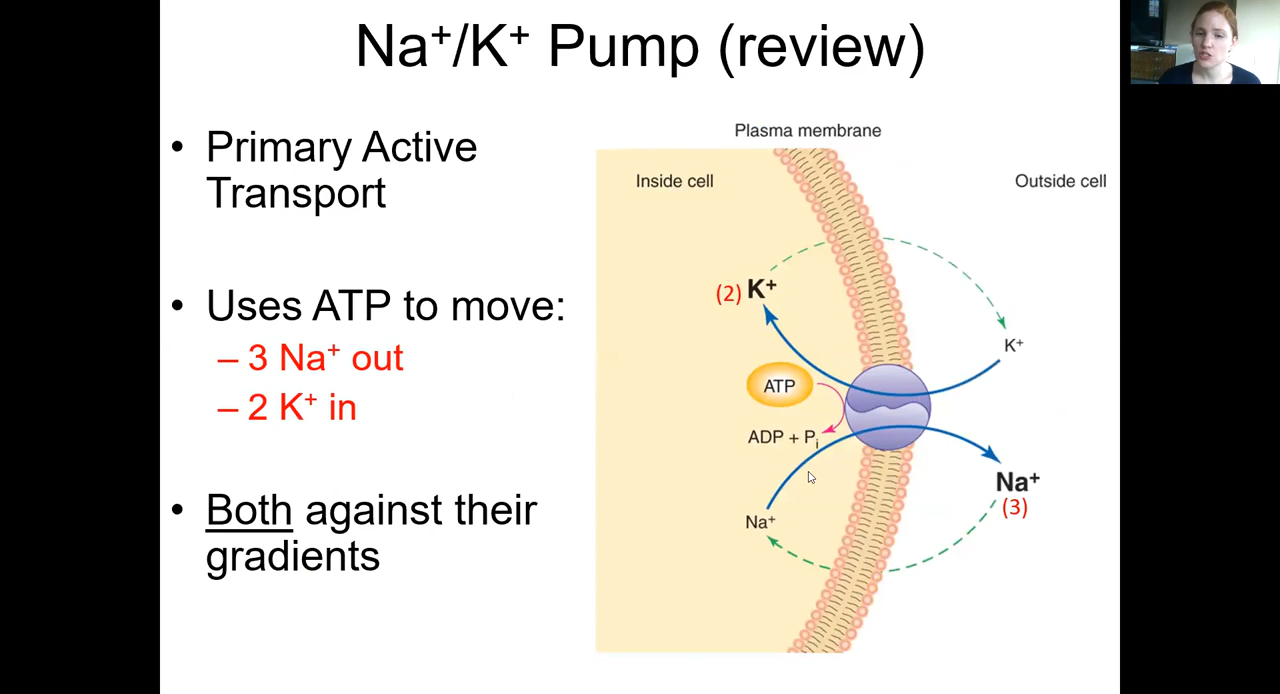 Na⁺/K⁺ Pump (review)
• Primary Active
Transport
• Uses ATP to move:
– 3 Na⁺ out
– 2 K⁺ in
• Both against their
gradients
Plasma membrane
Inside cell
Outside cell
(2) K⁺
K⁺
ATP
ADP + Pᵢ
Na⁺
Na⁺
(3)